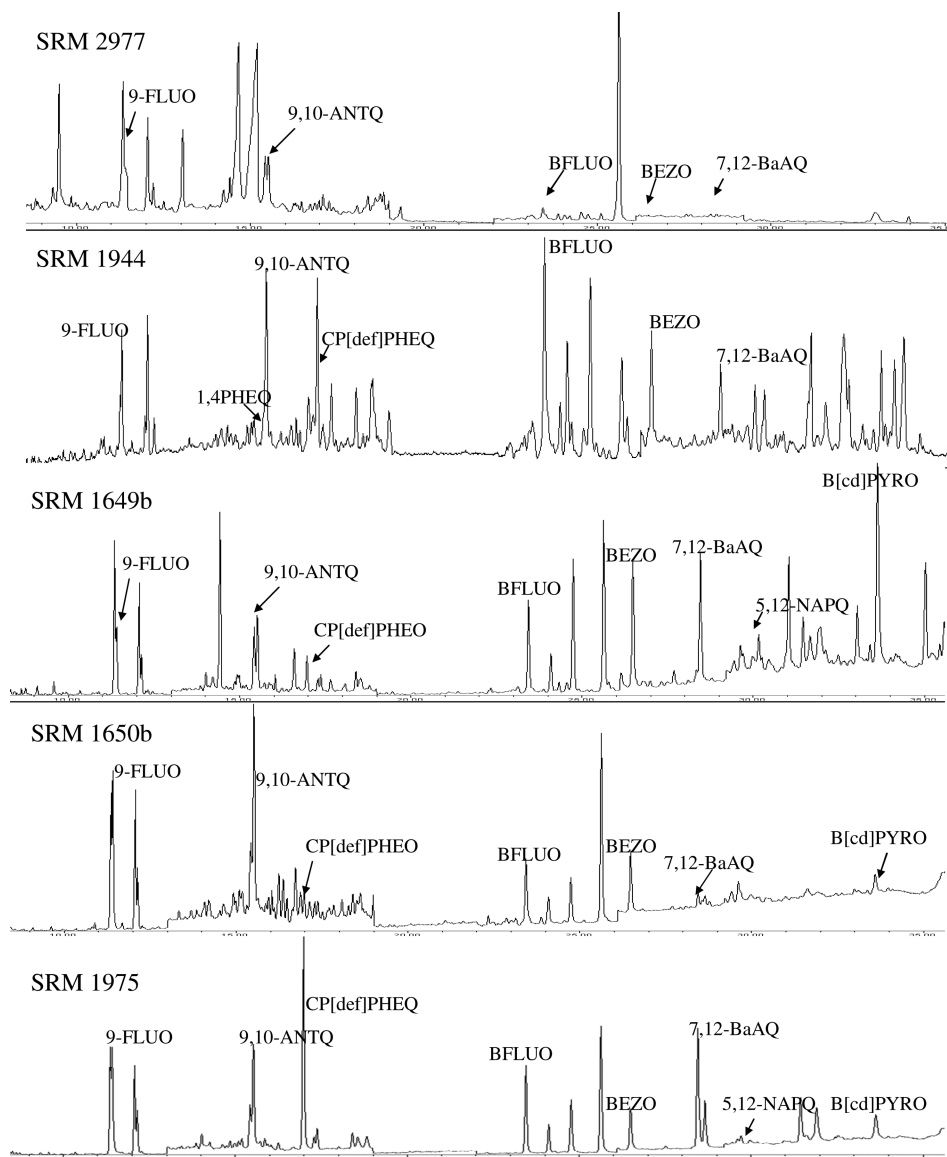 SRM 2977
9-FLUO
9,10-ANTQ
BFLUO
BEZO
7,12-BaAQ
SRM 1944
9-FLUO
1,4PHEQ
9,10-ANTQ
CP[def]PHEQ
BFLUO
BEZO
7,12-BaAQ
SRM 1649b
9-FLUO
9,10-ANTQ
CP[def]PHEO
BFLUO
BEZO
7,12-BaAQ
5,12-NAPQ
B[cd]PYRO
SRM 1650b
9-FLUO
9,10-ANTQ
CP[def]PHEO
BFLUO
BEZO
7,12-BaAQ
B[cd]PYRO
SRM 1975
9-FLUO
9,10-ANTQ
CP[def]PHEQ
BFLUO
BEZO
7,12-BaAQ
5,12-NAPQ
B[cd]PYRO